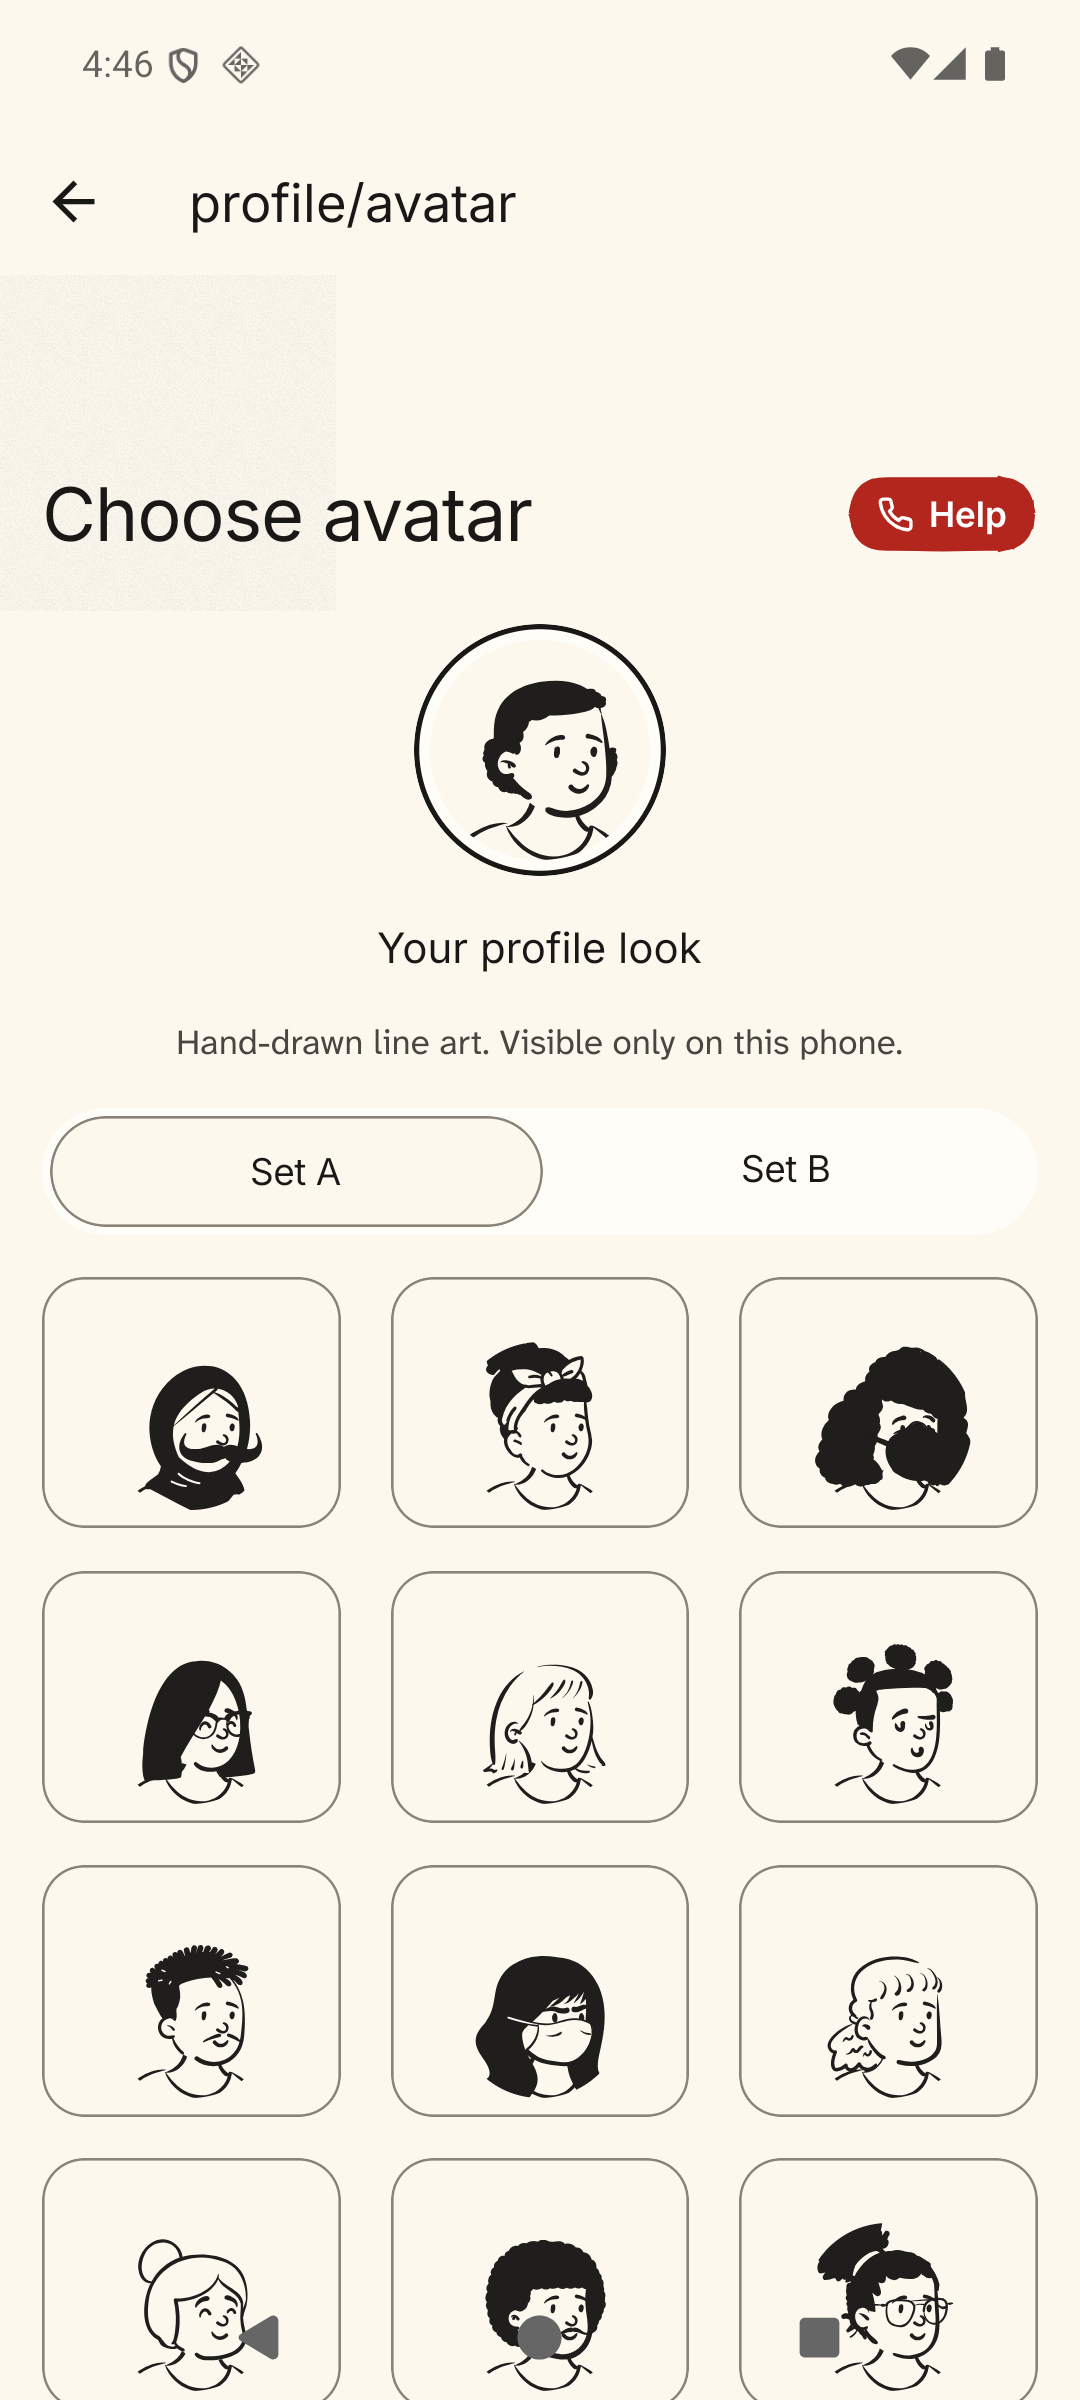 4:46
profile/avatar
Choose avatar
Help
Your profile look
Hand-drawn line art. Visible only on this phone.
Set A
Set B